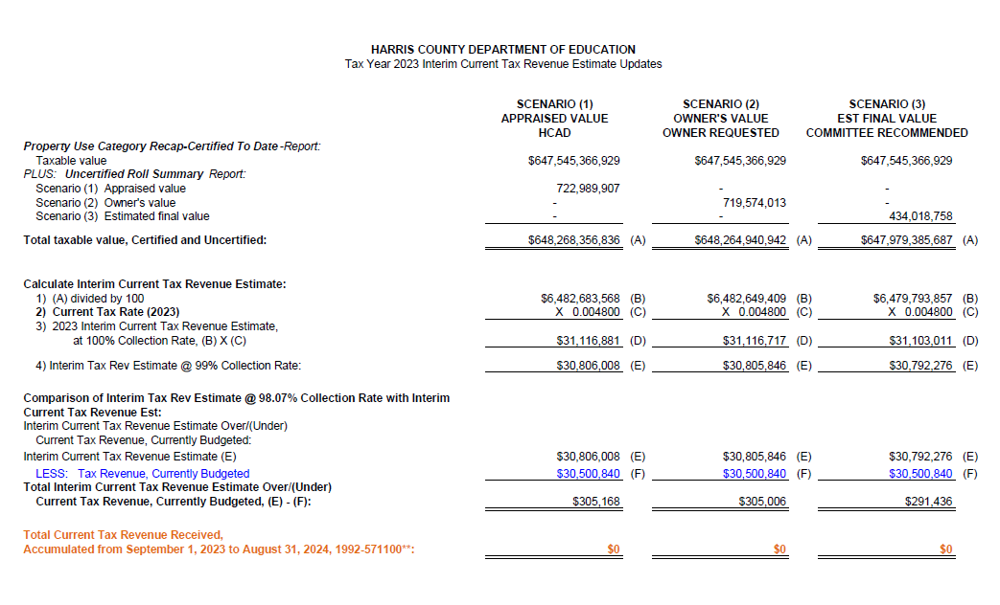 HARRIS COUNTY DEPARTMENT OF EDUCATION
Tax Year 2023 Interim Current Tax Revenue Estimate Updates
SCENARIO (1) SCENARIO (2) SCENARIO (3)
APPRAISED VALUE OWNER'S VALUE EST FINAL VALUE
HCAD OWNER REQUESTED COMMITTEE RECOMMENDED
Property Use Category Recap-Certified To Date -Report:
Taxable value $647,545,366,929 $647,545,366,929 $647,545,366,929
PLUS: Uncertified Roll Summary Report:
Scenario (1) Appraised value 722,989,907 - -
Scenario (2) Owner's value - 719,574,013 -
Scenario (3) Estimated final value - - 434,018,758
Total taxable value, Certified and Uncertified: $648,268,356,836 (A) $648,264,940,942 (A) $647,979,385,687 (A)
Calculate Interim Current Tax Revenue Estimate:
1) (A) divided by 100 $6,482,683,568 (B) $6,482,649,409 (B) $6,479,793,857 (B)
2) Current Tax Rate (2023) X 0.004800 (C) X 0.004800 (C) X 0.004800 (C)
3) 2023 Interim Current Tax Revenue Estimate,
at 100% Collection Rate, (B) X (C) $31,116,881 (D) $31,116,717 (D) $31,103,011 (D)
4) Interim Tax Rev Estimate @ 99% Collection Rate: $30,806,008 (E) $30,805,846 (E) $30,792,276 (E)
Comparison of Interim Tax Rev Estimate @ 98.07% Collection Rate with Interim
Current Tax Revenue Est:
Interim Current Tax Revenue Estimate Over/(Under)
Current Tax Revenue, Currently Budgeted:
Interim Current Tax Revenue Estimate (E) $30,806,008 (E) $30,805,846 (E) $30,792,276 (E)
LESS: Tax Revenue, Currently Budgeted $30,500,840 (F) $30,500,840 (F) $30,500,840 (F)
Total Interim Current Tax Revenue Estimate Over/(Under)
Current Tax Revenue, Currently Budgeted, (E) - (F): $305,168 $305,006 $291,436
Total Current Tax Revenue Received,
Accumulated from September 1, 2023 to August 31, 2024, 1992-571100**: $0 $0 $0